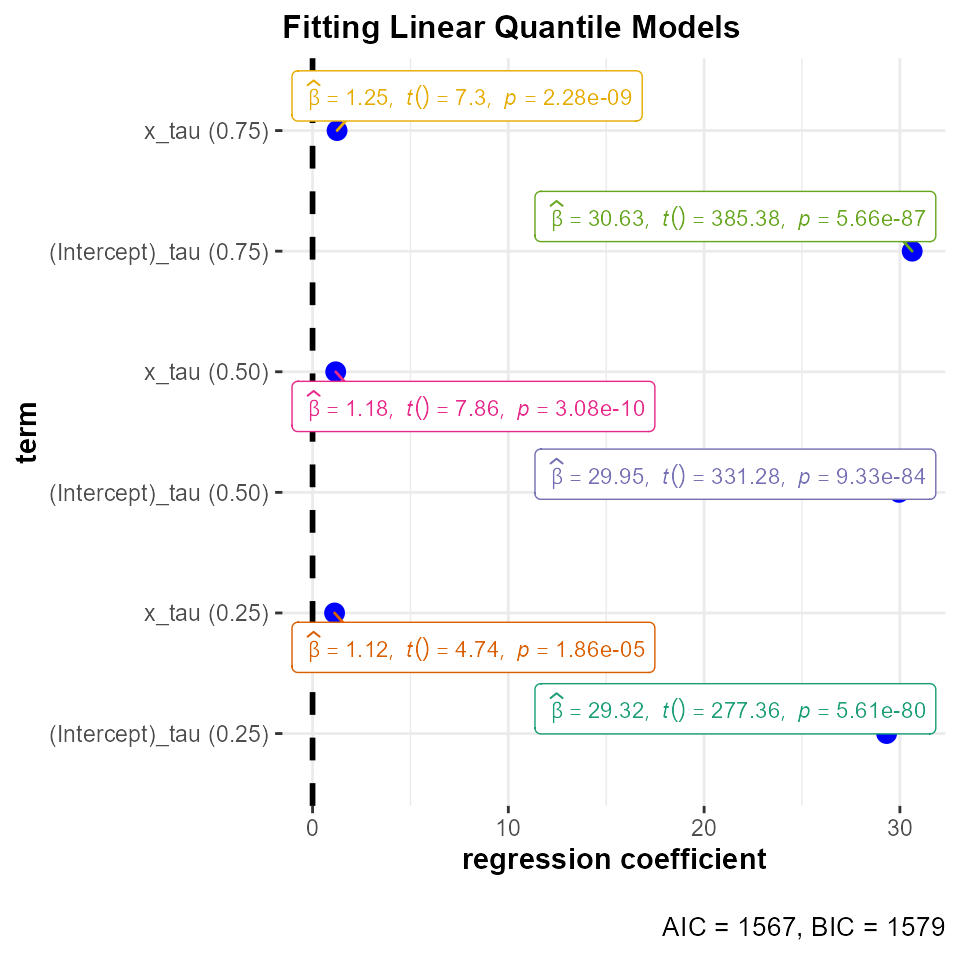 Fitting Linear Quantile Models
β̂ = 1.25, t() = 7.3, p = 2.28e-09
x_tau (0.75)
β̂ = 30.63, t() = 385.38, p = 5.66e-87
(Intercept)_tau (0.75)
x_tau (0.50)
β̂ = 1.18, t() = 7.86, p = 3.08e-10
term
β̂ = 29.95, t() = 331.28, p = 9.33e-84
(Intercept)_tau (0.50)
x_tau (0.25)
β̂ = 1.12, t() = 4.74, p = 1.86e-05
β̂ = 29.32, t() = 277.36, p = 5.61e-80
(Intercept)_tau (0.25)
0 10 20 30
regression coefficient
AIC = 1567, BIC = 1579